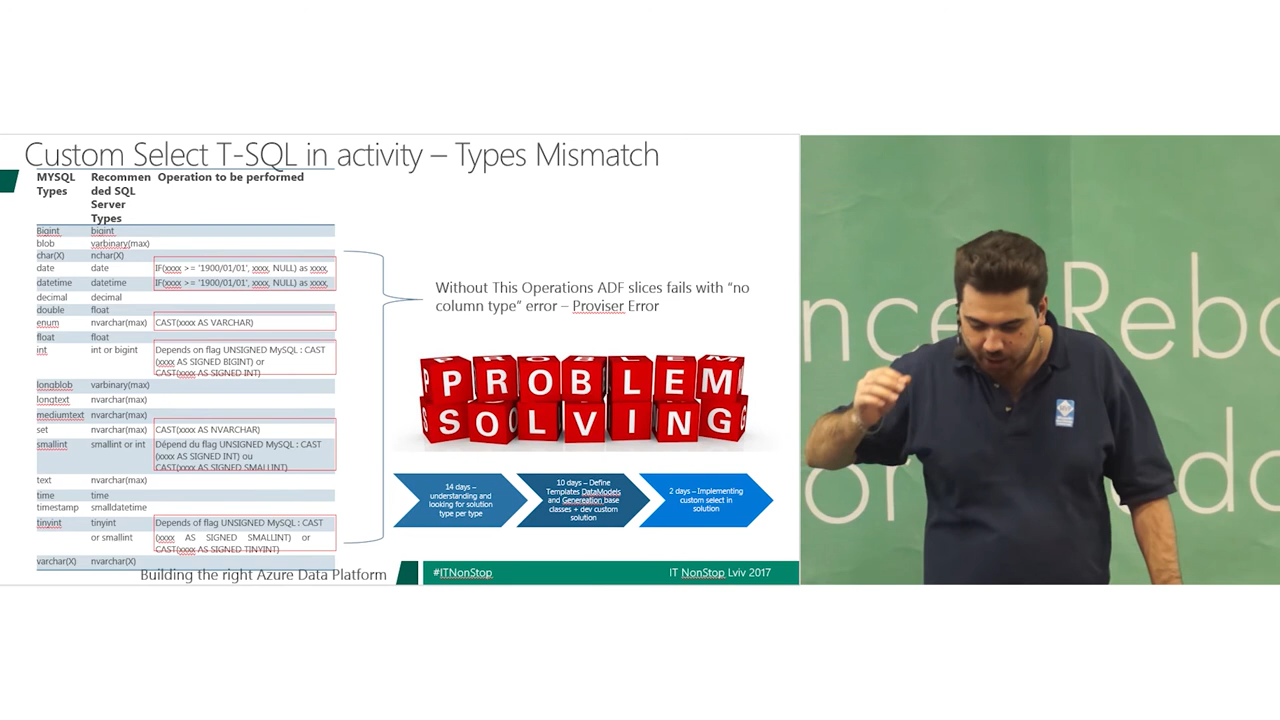 Custom Select T-SQL in activity – Types Mismatch
MYSQL Types
Recommen
ded SQL
Server
Types
Operation to be performed
Bigint bigint
blob varbinary(max)
char(X) nchar(X)
date date IF(xxxx >= '1900/01/01', xxxx, NULL) as xxxx,
datetime datetime IF(xxxx >= '1900/01/01', xxxx, NULL) as xxxx,
decimal decimal
double float
enum nvarchar(max) CAST(xxxx AS VARCHAR)
float float
int int or bigint Depends on flag UNSIGNED MySQL : CAST
(xxxx AS SIGNED BIGINT) or
CAST(xxxx AS SIGNED INT)
longblob varbinary(max)
longtext nvarchar(max)
mediumtext nvarchar(max)
set nvarchar(max) CAST(xxxx AS NVARCHAR)
smallint smallint or int Dépend du flag UNSIGNED MySQL : CAST
(xxxx AS SIGNED INT) ou
CAST(xxxx AS SIGNED SMALLINT)
text nvarchar(max)
time time
timestamp smalldatetime
tinyint tinyint Depends of flag UNSIGNED MySQL : CAST
or smallint (xxxx AS SIGNED SMALLINT) or
CAST(xxxx AS SIGNED TINYINT)
varchar(X) nvarchar(X)
Without This Operations ADF slices fails with “no
column type” error – Proviser Error
PROBLEM
SOLVING
14 days –
understanding and
looking for solution
type per type
10 days – Define
Templates DataModels
and Genereation base
classes + dev custom
solution
2 days – Implementing
custom select in
solution
Building the right Azure Data Platform
#ITNonStop
IT NonStop Lviv 2017